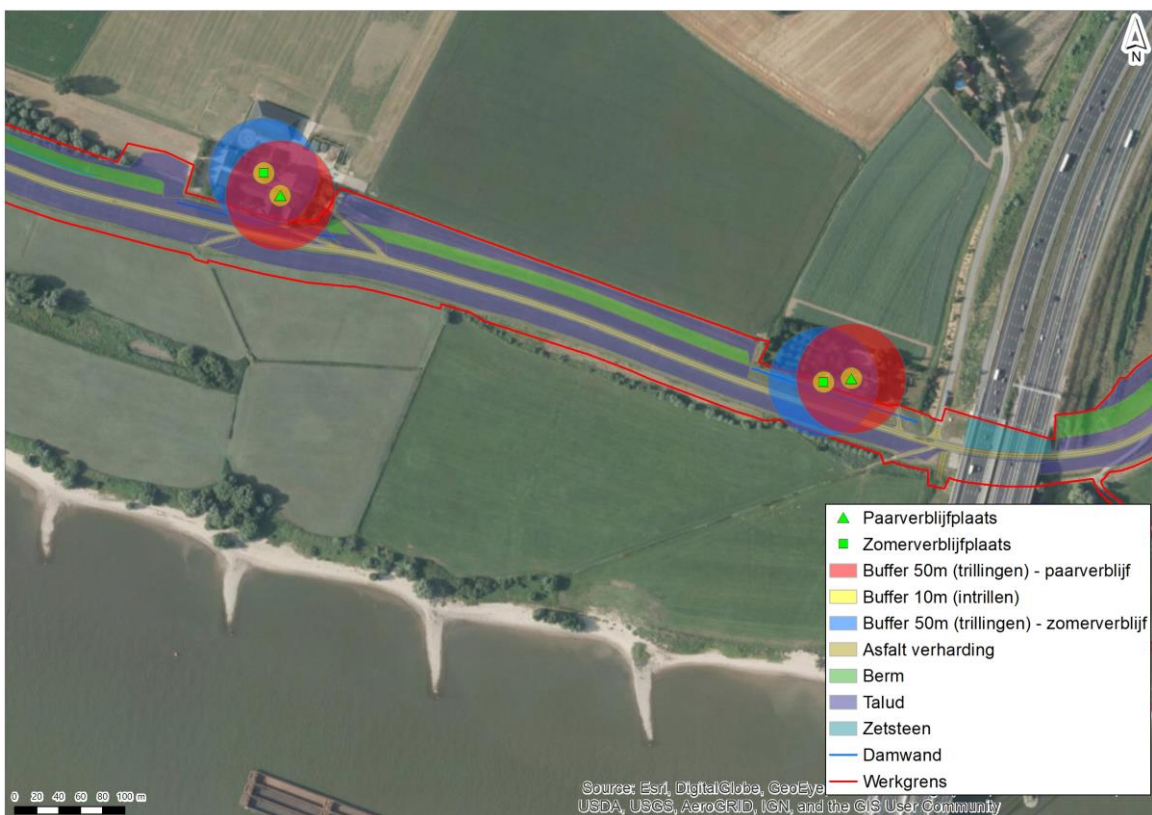 N
Paarverblijfplaats
Zomerverblijfplaats
Buffer 50m (trillingen) - paarverblijf
Buffer 10m (intrillen)
Buffer 50m (trillingen) - zomerverblijf
Asfalt verharding
Berm
Talud
Zetsteen
Damwand
Werkgrens
0 20 40 60 80 100 m
Source: Esri, DigitalGlobe, GeoEye,
USDA, USGS, AeroGRID, IGN, and the GIS User Community